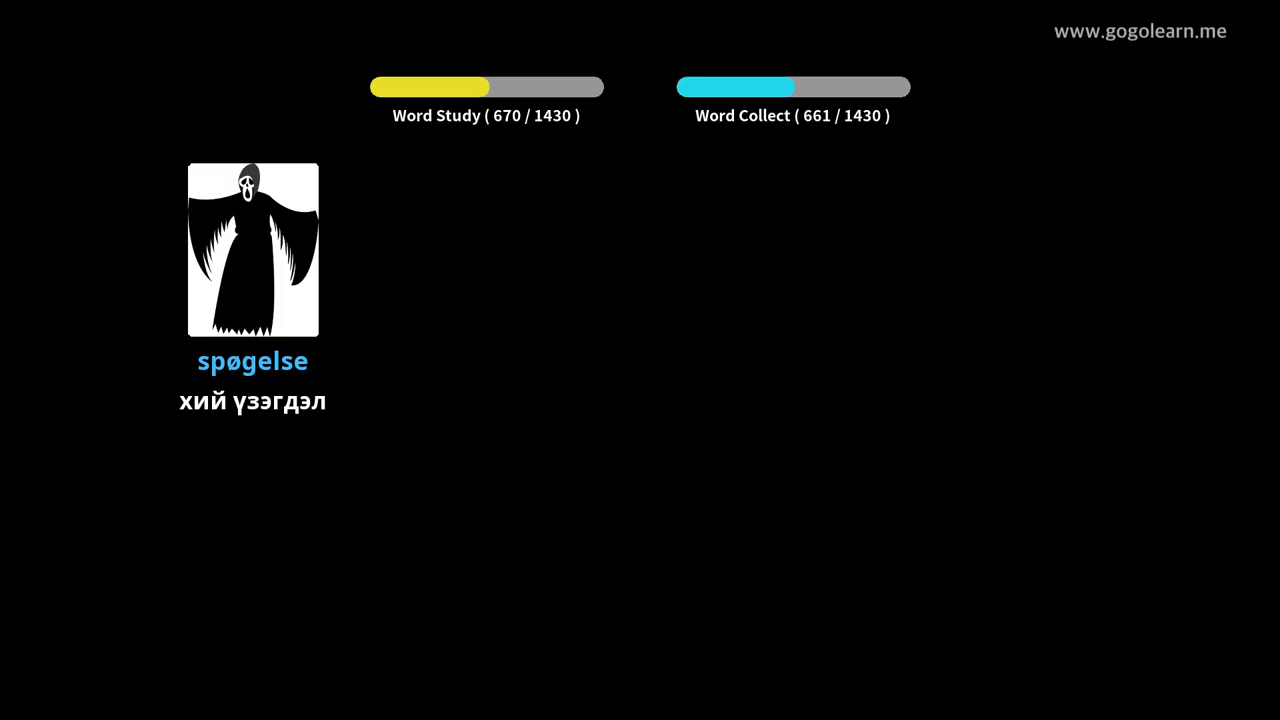 www.gogolearn.me
Word Study ( 670 / 1430 )
Word Collect ( 661 / 1430 )
spøgelse
хий үзэгдэл